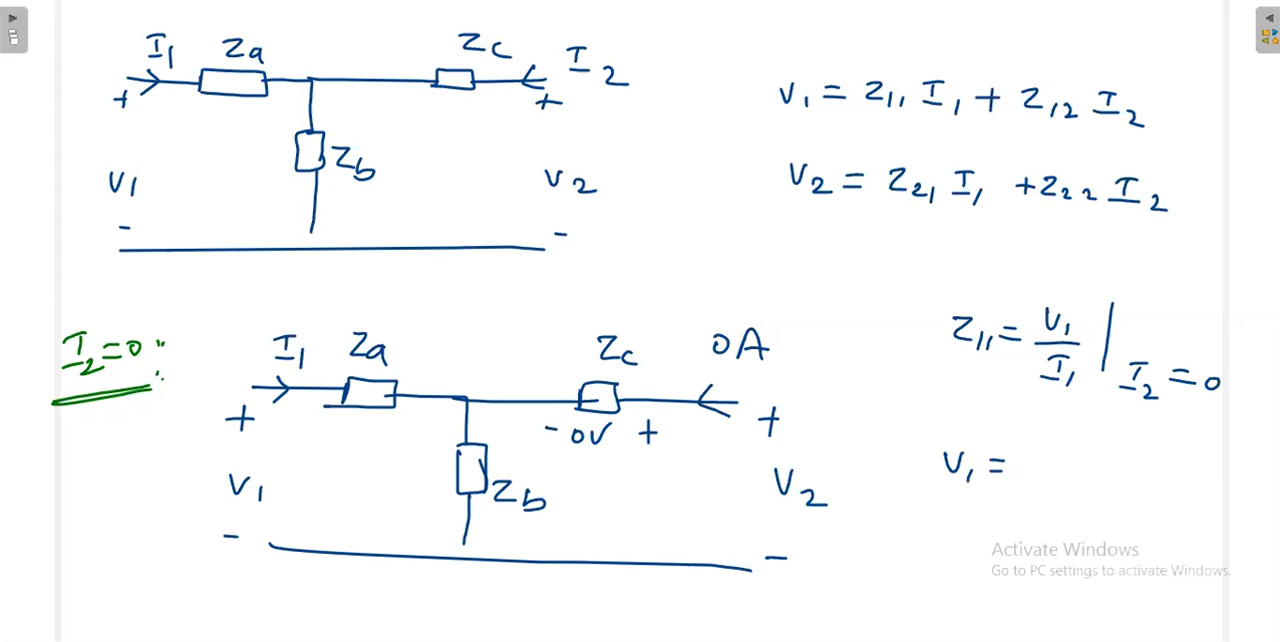 I1 Za Zc I2
+ +
Zb
V1 V2
- -
V1 = Z11 I1 + Z12 I2
V2 = Z21 I1 + Z22 I2
I2 = 0 :
I1 Za Zc 0A
+ - 0V + +
V1 Zb V2
- -
Z11 = V1 / I1 | I2 = 0
V1 =
Activate Windows
Go to PC settings to activate Windows.